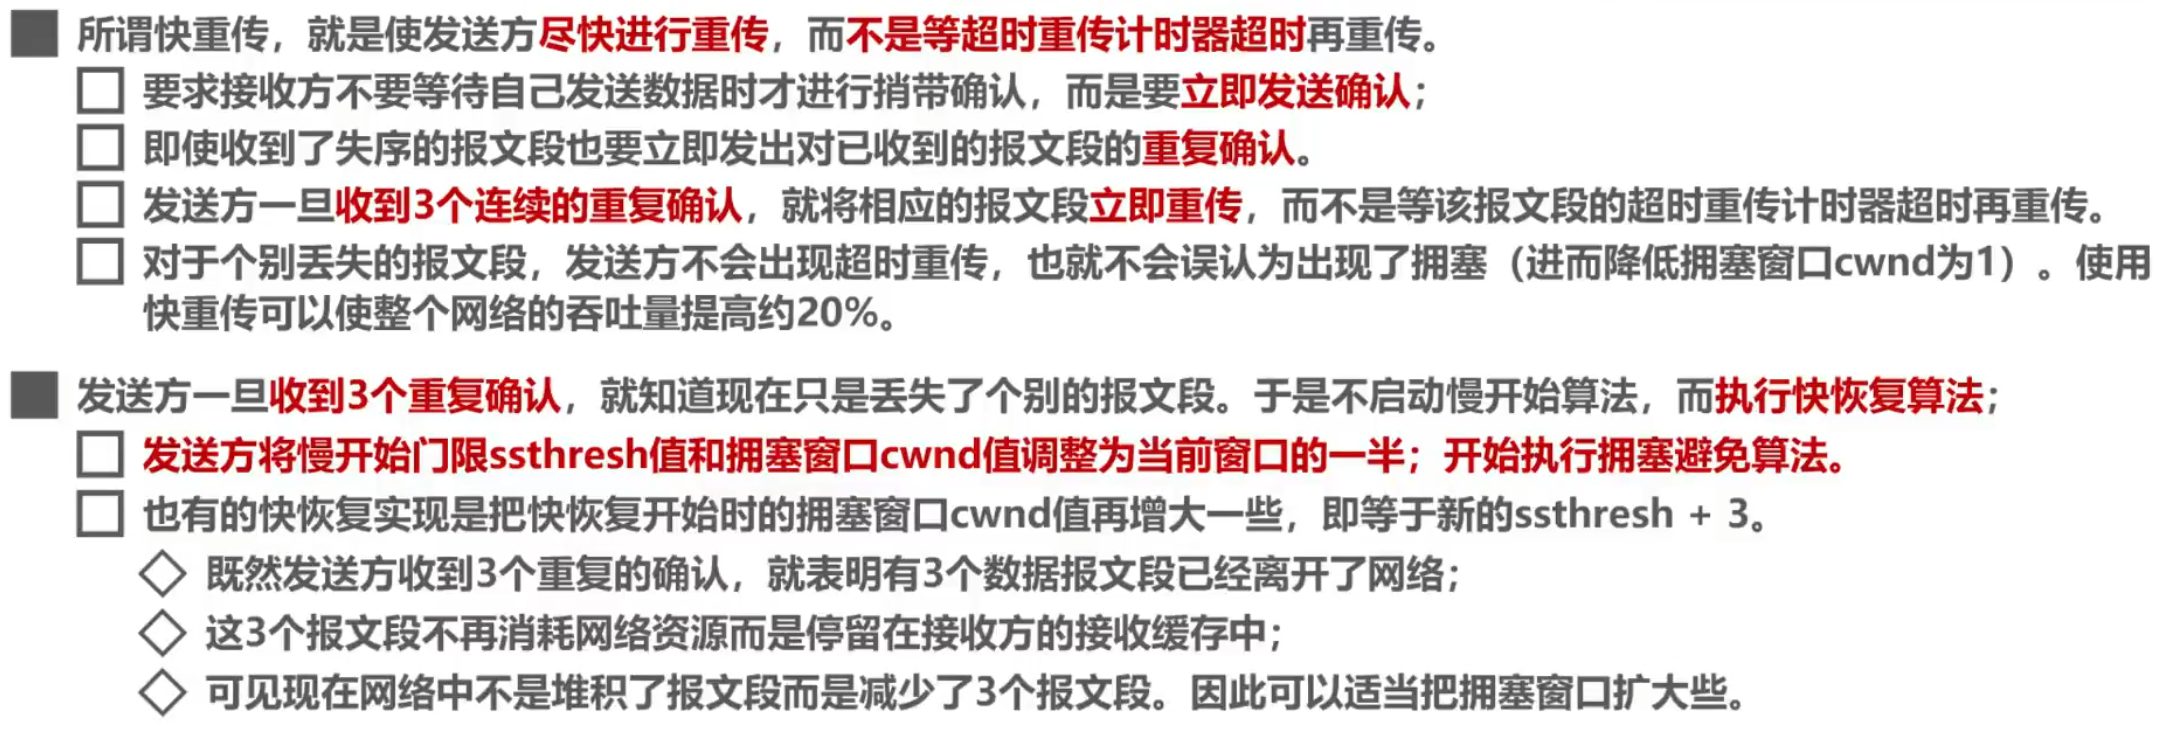 所谓快重传，就是使发送方尽快进行重传，而不是等超时重传计时器超时再重传。
要求接收方不要等待自己发送数据时才进行捎带确认，而是要立即发送确认；
即使收到了失序的报文段也要立即发出对已收到的报文段的重复确认。
发送方一旦收到3个连续的重复确认，就将相应的报文段立即重传，而不是等该报文段的超时重传计时器超时再重传。
对于个别丢失的报文段，发送方不会出现超时重传，也就不会误认为出现了拥塞（进而降低拥塞窗口cwnd为1）。使用
快重传可以使整个网络的吞吐量提高约20%。
发送方一旦收到3个重复确认，就知道现在只是丢失了个别的报文段。于是不启动慢开始算法，而执行快恢复算法；
发送方将慢开始门限ssthresh值和拥塞窗口cwnd值调整为当前窗口的一半；开始执行拥塞避免算法。
也有的快恢复实现是把快恢复开始时的拥塞窗口cwnd值再增大一些，即等于新的ssthresh + 3。
既然发送方收到3个重复的确认，就表明有3个数据报文段已经离开了网络；
这3个报文段不再消耗网络资源而是停留在接收方的接收缓存中；
可见现在网络中不是堆积了报文段而是减少了3个报文段。因此可以适当把拥塞窗口扩大些。